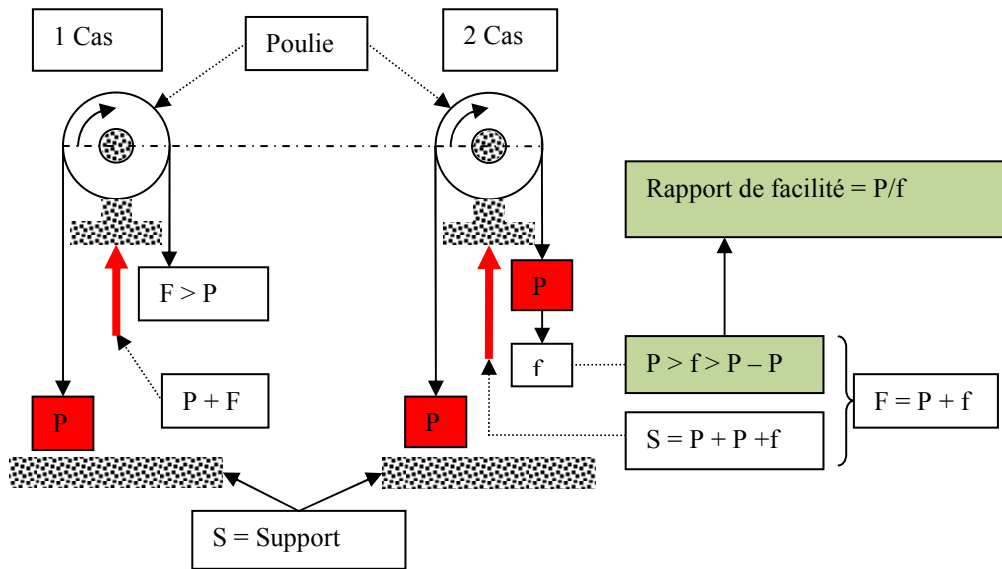 1 Cas
Poulie
2 Cas
Rapport de facilité = P/f
F > P
P
f
P > f > P – P
F = P + f
P + F
P
P
S = P + P +f
S = Support